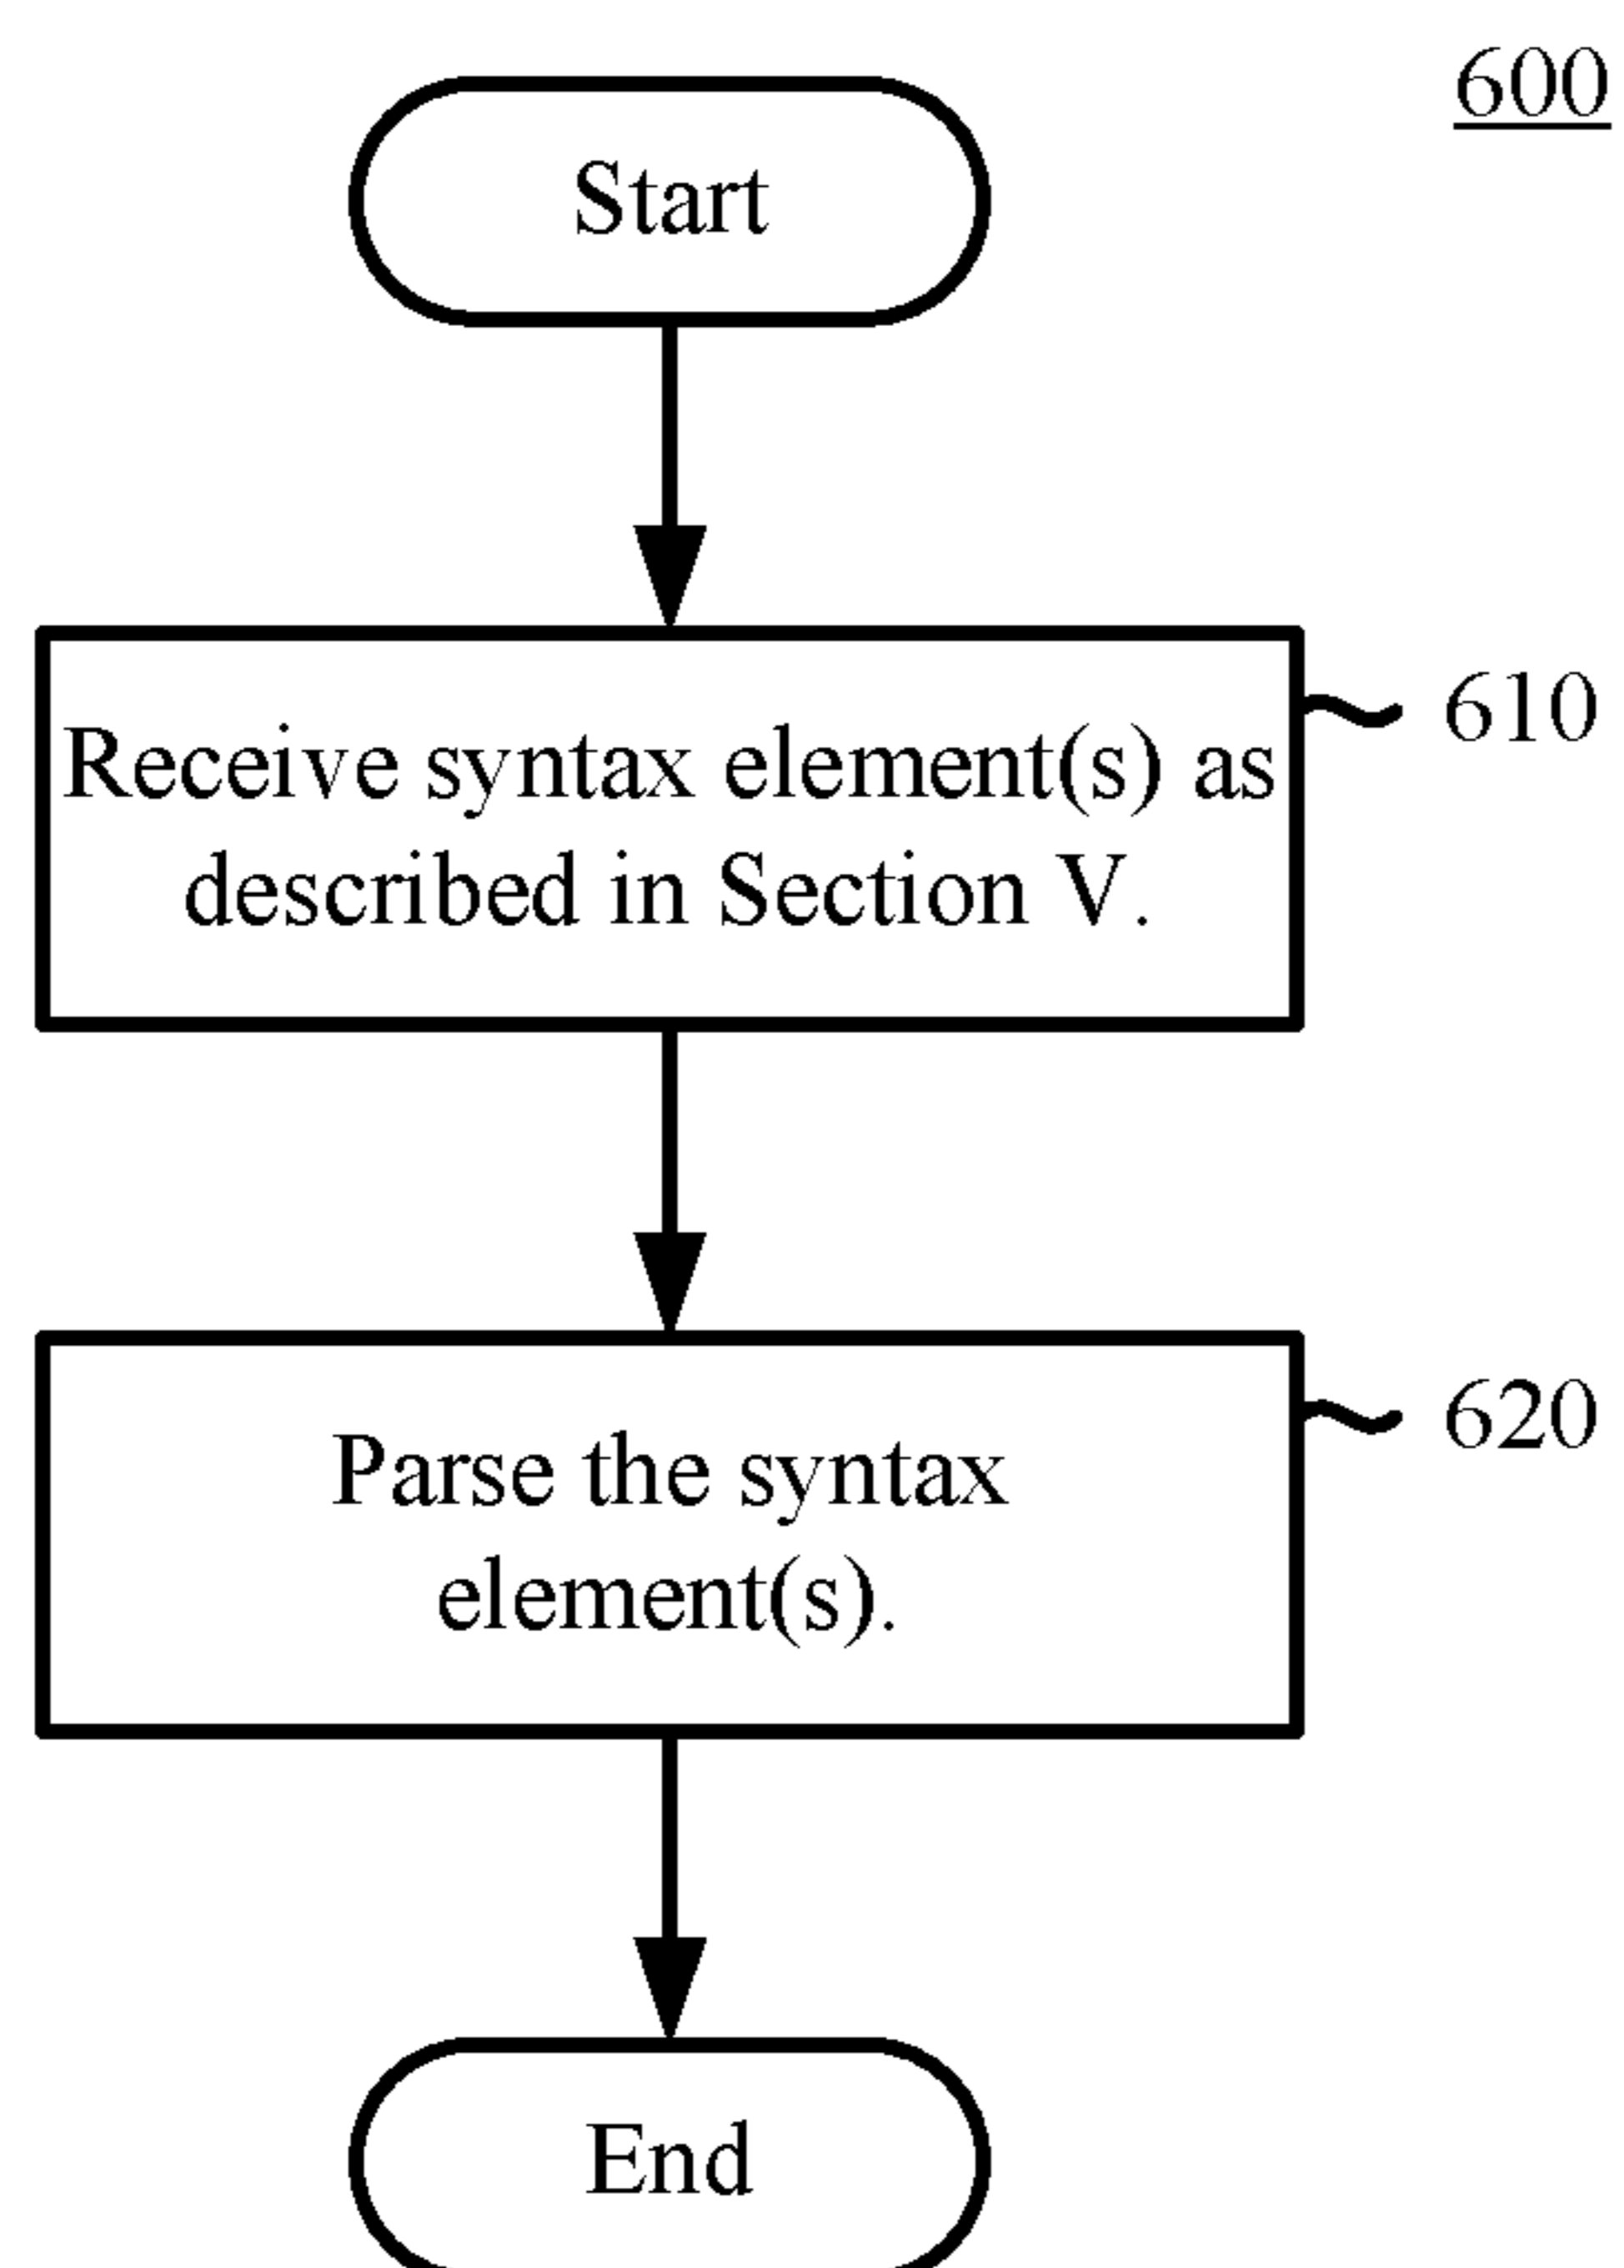 600
Start
610
Receive syntax element(s) as
described in Section V.
620
Parse the syntax
element(s).
End